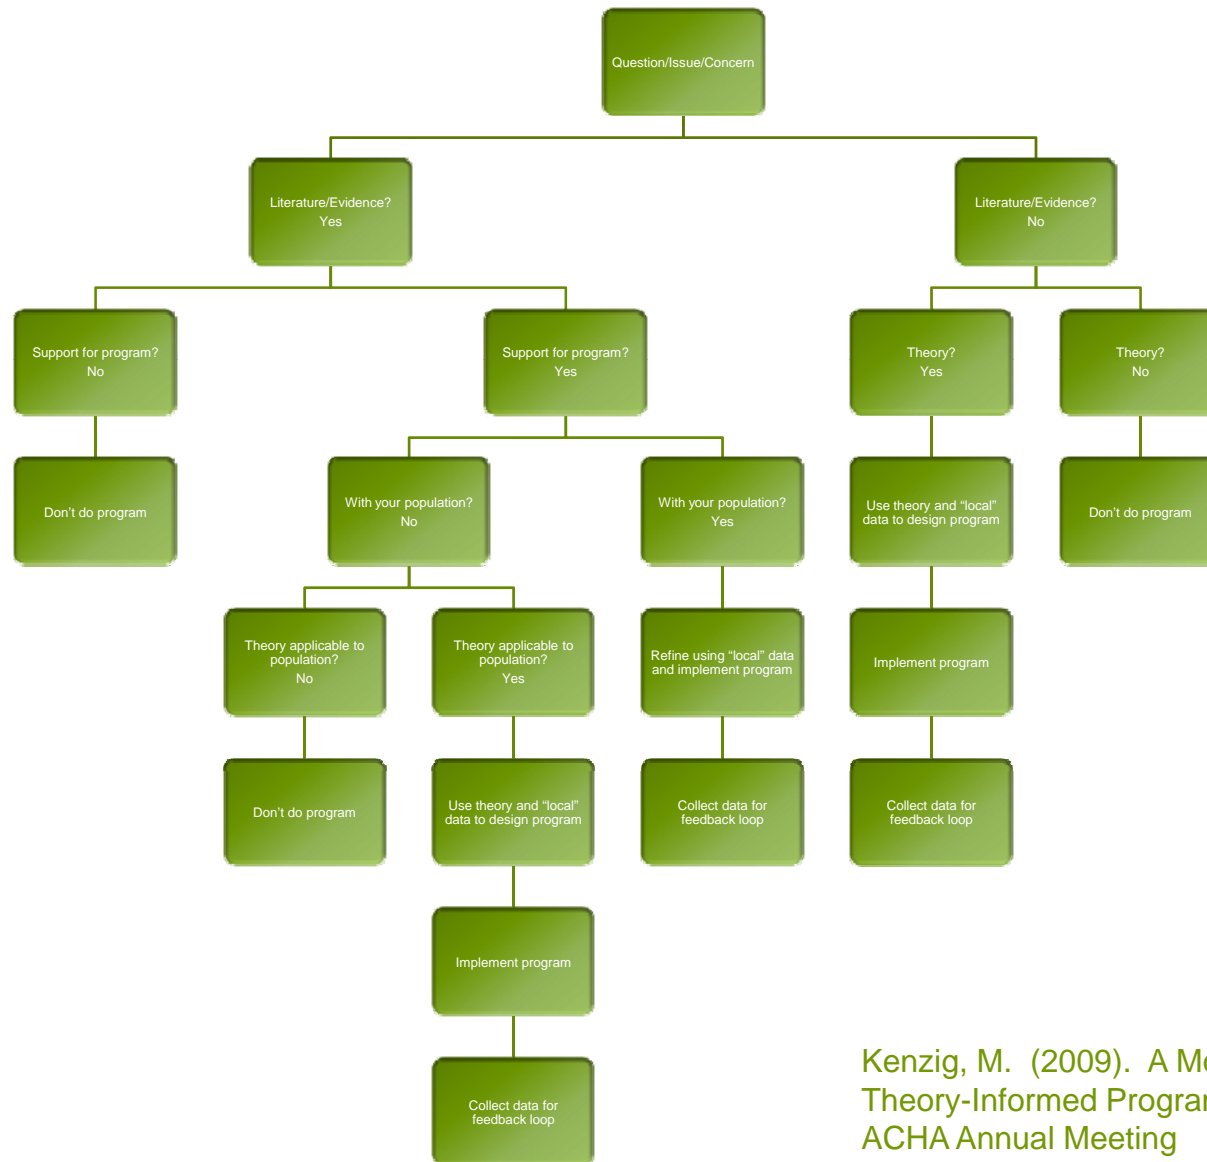 Question/Issue/Concern
Literature/Evidence?
Yes
Literature/Evidence?
No
Support for program?
No
Support for program?
Yes
Theory?
Yes
Theory?
No
Don’t do program
With your population?
No
With your population?
Yes
Use theory and “local”
data to design program
Don’t do program
Theory applicable to
population?
No
Theory applicable to
population?
Yes
Refine using “local” data
and implement program
Implement program
Don’t do program
Use theory and “local”
data to design program
Collect data for
feedback loop
Collect data for
feedback loop
Implement program
Collect data for
feedback loop
Kenzig, M. (2009). A
Theory-Informed
ACHA Annual Meeting